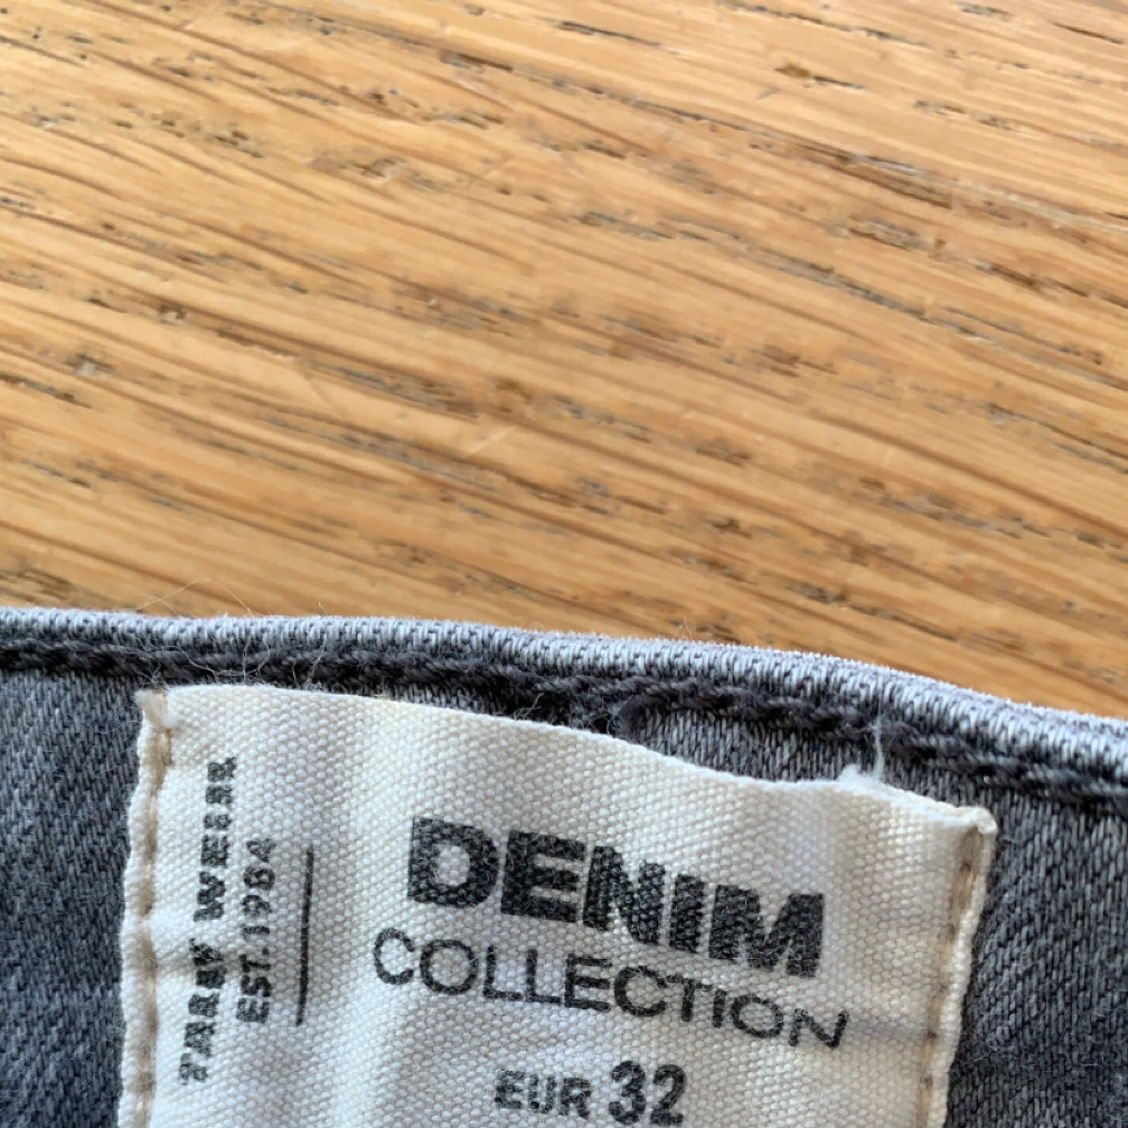 EST.1984
DENIM
COLLECTION
EUR 32